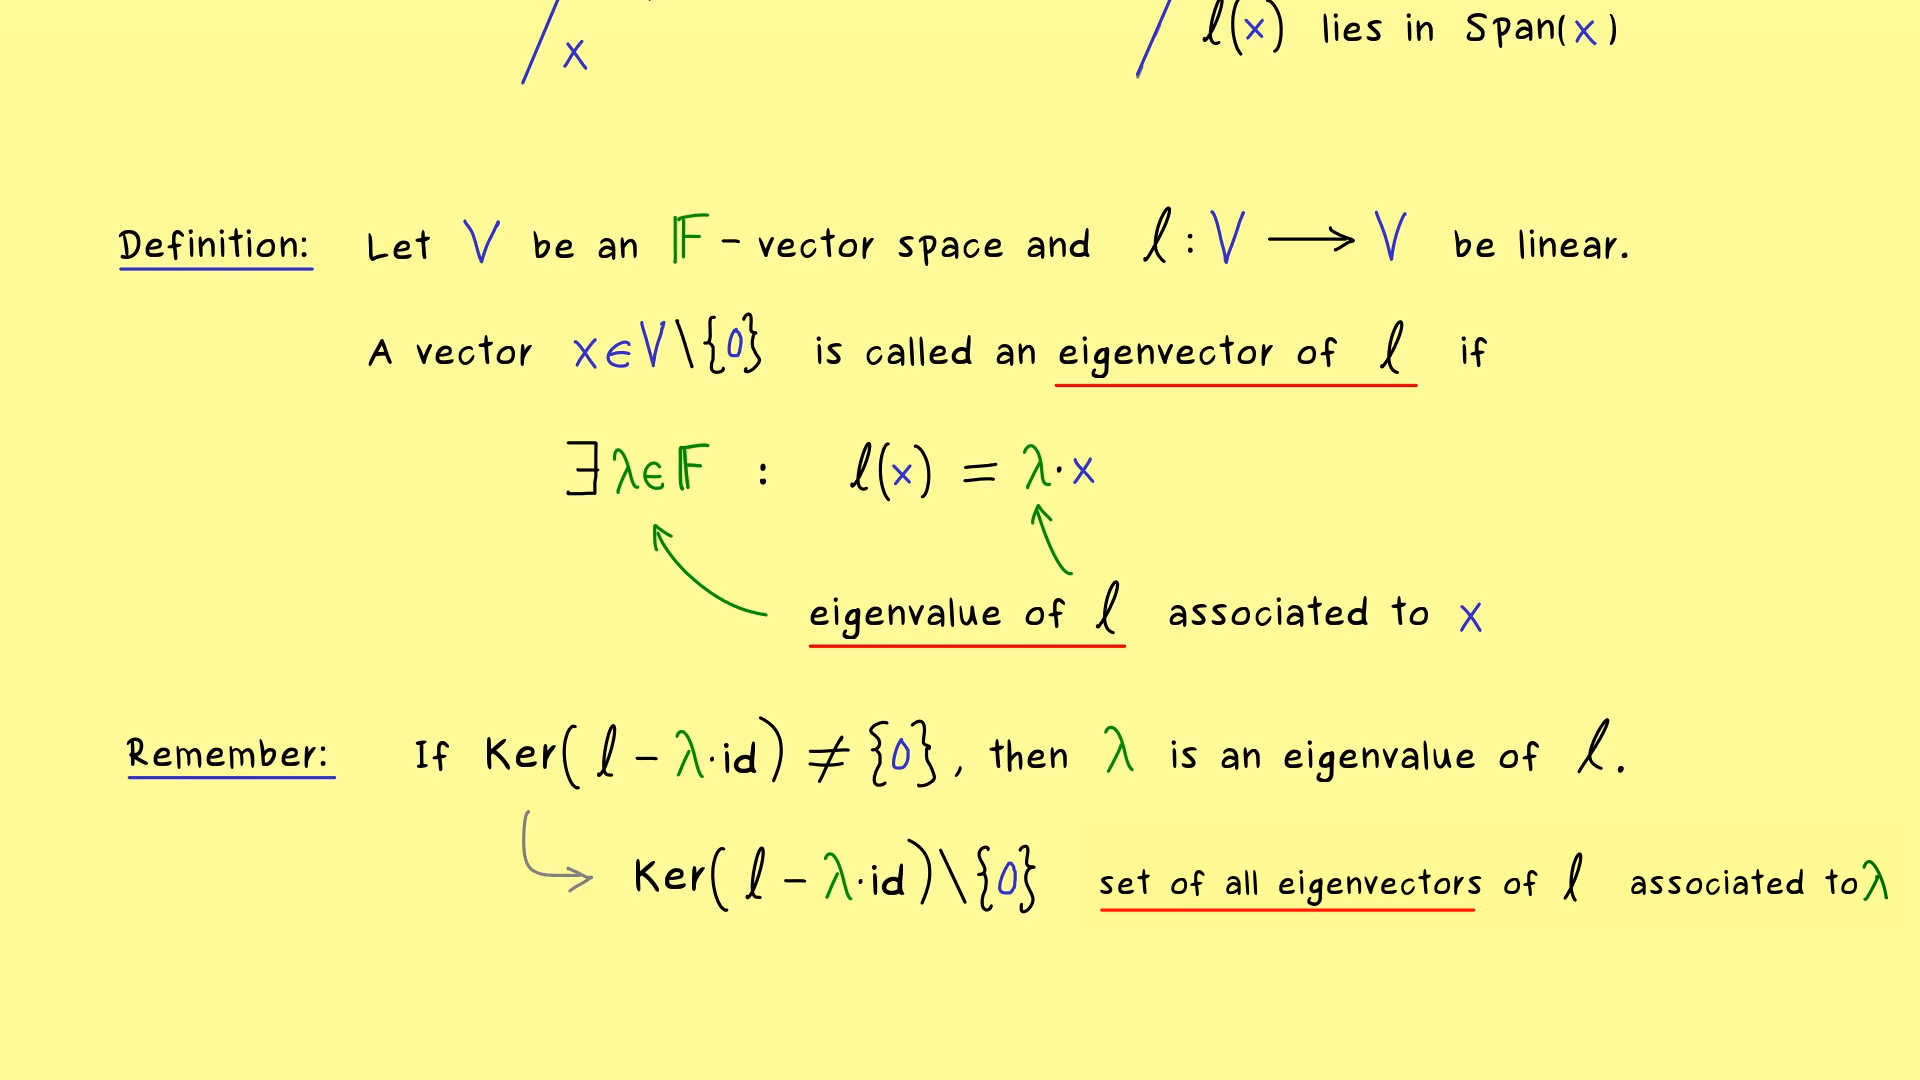 x
ℓ(x) lies in Span(x)
Definition: Let V be an 𝔽-vector space and ℓ: V ⟶ V be linear.
A vector x∈V\{0} is called an eigenvector of ℓ if
∃λ∈𝔽 : ℓ(x) = λ·x
eigenvalue of ℓ associated to x
Remember: If Ker(ℓ − λ·id) ≠ {0}, then λ is an eigenvalue of ℓ.
Ker(ℓ − λ·id)\{0} set of all eigenvectors of ℓ associated to λ